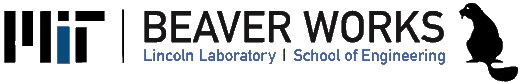 MIT
BEAVER WORKS
Lincoln Laboratory | School of Engineering